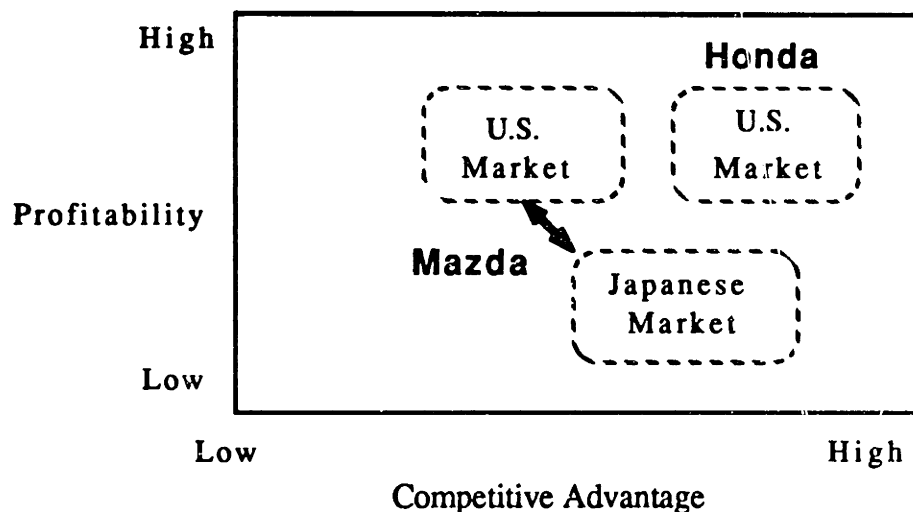 High
Honda
U.S.
Market
U.S.
Market
Profitability
Mazda
Japanese
Market
Low
Low
High
Competitive Advantage